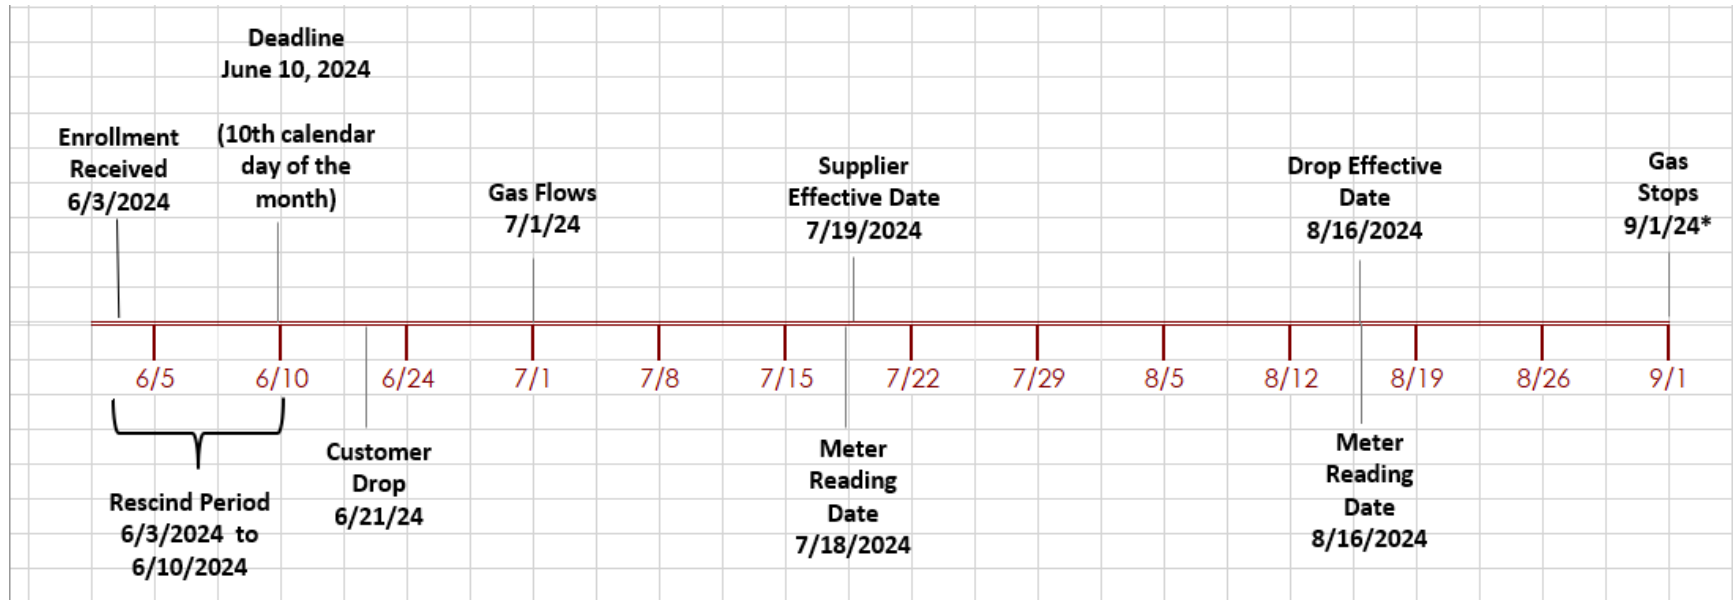 Deadline
June 10, 2024
Enrollment
Received
6/3/2024
(10th calendar
day of the
month)
Gas Flows
7/1/24
Supplier
Effective Date
7/19/2024
Drop Effective
Date
8/16/2024
Gas
Stops
9/1/24*
6/5
6/10
6/24
7/1
7/8
7/15
7/22
7/29
8/5
8/12
8/19
8/26
9/1
Rescind Period
6/3/2024 to
6/10/2024
Customer
Drop
6/21/24
Meter
Reading
Date
7/18/2024
Meter
Reading
Date
8/16/2024